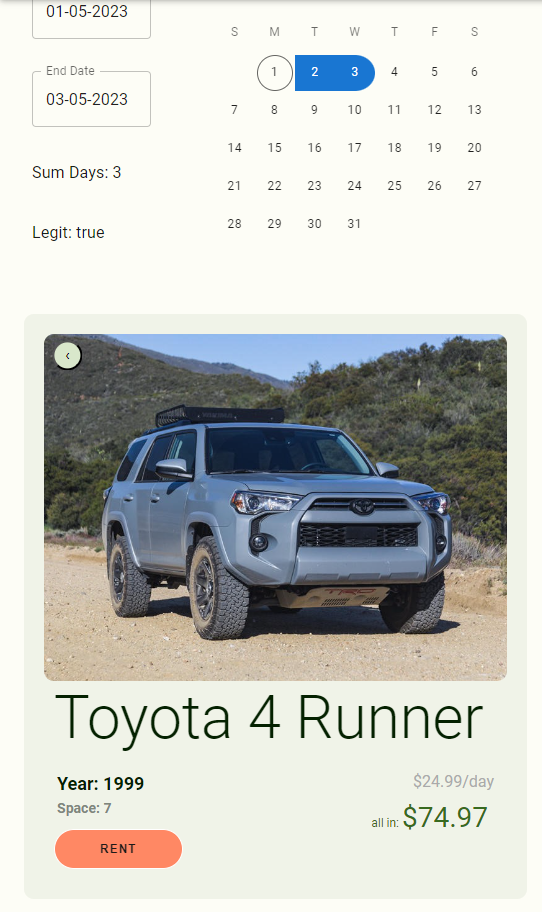 01-05-2023
End Date
03-05-2023
Sum Days: 3
Legit: true
S M T W T F S
1 2 3 4 5 6
7 8 9 10 11 12 13
14 15 16 17 18 19 20
21 22 23 24 25 26 27
28 29 30 31
‹
TRD
Toyota 4 Runner
Year: 1999
$24.99/day
Space: 7
all in: $74.97
RENT